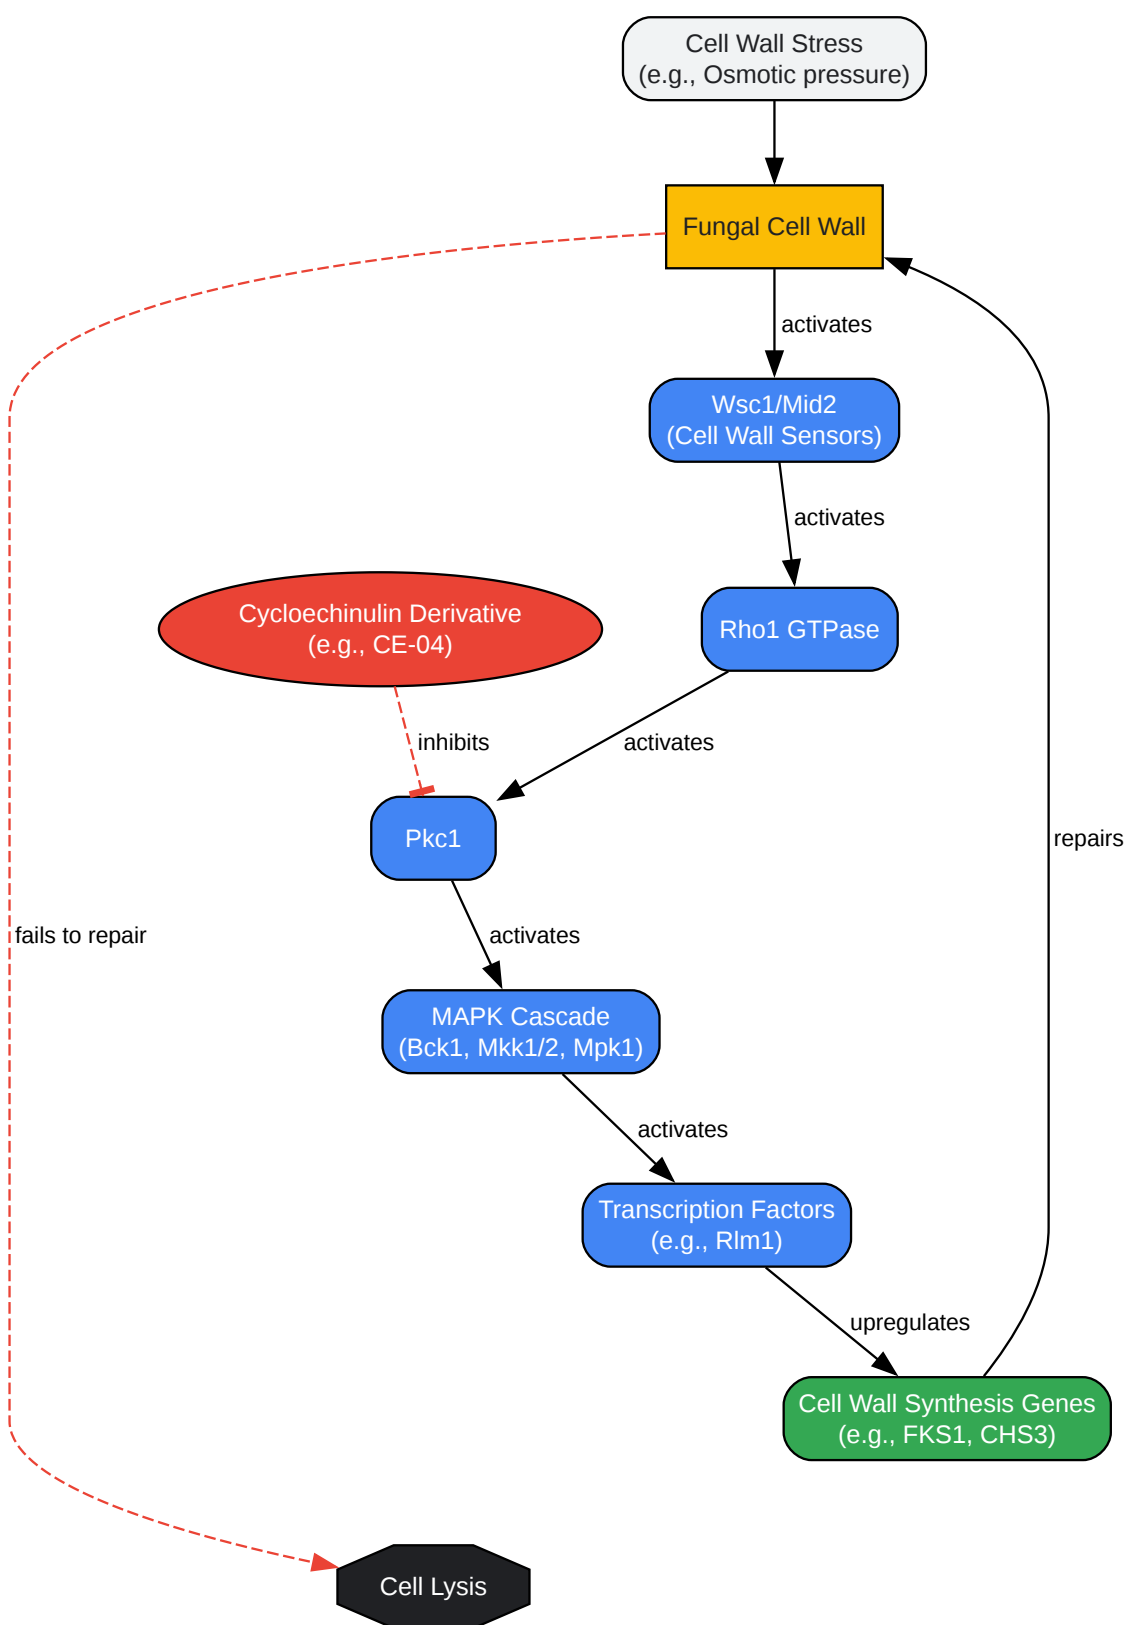 Cell Wall Stress
(e.g., Osmotic pressure)
Fungal Cell Wall
activates
Wsc1/Mid2
(Cell Wall Sensors)
activates
Cycloechinulin Derivative
(e.g., CE-04)
Rho1 GTPase
inhibits
activates
Pkc1
repairs
fails to repair
activates
MAPK Cascade
(Bck1, Mkk1/2, Mpk1)
activates
Transcription Factors
(e.g., Rlm1)
upregulates
Cell Wall Synthesis Genes
(e.g., FKS1, CHS3)
Cell Lysis